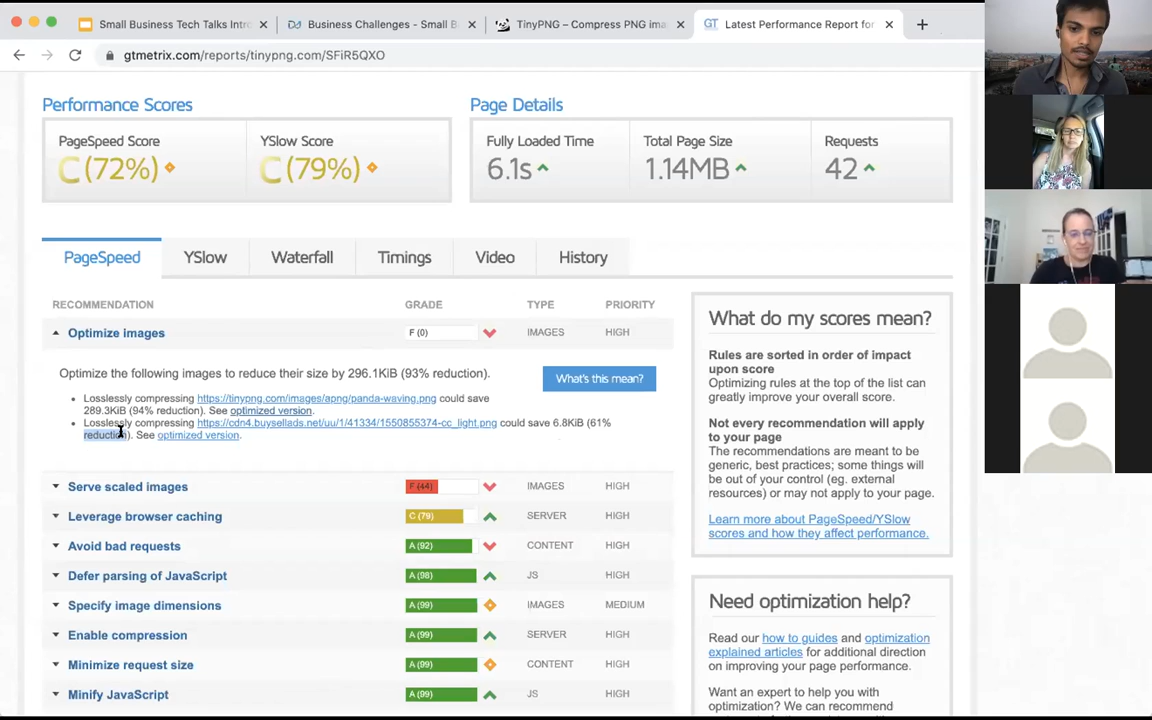 Small Business Tech Talks Intro
Business Challenges - Small B
TinyPNG – Compress PNG ima
GT
Latest Performance Report for
gtmetrix.com/reports/tinypng.com/SFiR5QXO
Performance Scores
Page Details
PageSpeed Score
YSlow Score
Fully Loaded Time
Total Page Size
Requests
C (72%)
C (79%)
6.1s
1.14MB
42
PageSpeed
YSlow
Waterfall
Timings
Video
History
RECOMMENDATION
GRADE
TYPE
PRIORITY
Optimize images
F (0)
IMAGES
HIGH
Optimize the following images to reduce their size by 296.1KiB (93% reduction).
What's this mean?
Losslessly compressing https://tinypng.com/images/apng/panda-waving.png could save
289.3KiB (94% reduction). See optimized version.
Losslessly compressing https://cdn4.buysellads.net/uu/1/41334/1550855374-cc_light.png could save 6.8KiB (61%
reduction). See optimized version.
Serve scaled images
F (44)
IMAGES
HIGH
Leverage browser caching
C (79)
SERVER
HIGH
Avoid bad requests
A (92)
CONTENT
HIGH
Defer parsing of JavaScript
A (98)
JS
HIGH
Specify image dimensions
A (99)
IMAGES
MEDIUM
Enable compression
A (99)
SERVER
HIGH
Minimize request size
A (99)
CONTENT
HIGH
Minify JavaScript
A (99)
JS
HIGH
What do my scores mean?
Rules are sorted in order of impact
upon score
Optimizing rules at the top of the list can
greatly improve your overall score.
Not every recommendation will apply
to your page
The recommendations are meant to be
generic, best practices; some things will
be out of your control (eg. external
resources) or may not apply to your page.
Learn more about PageSpeed/YSlow
scores and how they affect performance.
Need optimization help?
Read our how to guides and optimization
explained articles for additional direction
on improving your page performance.
Want an expert to help you with
optimization? We can recommend